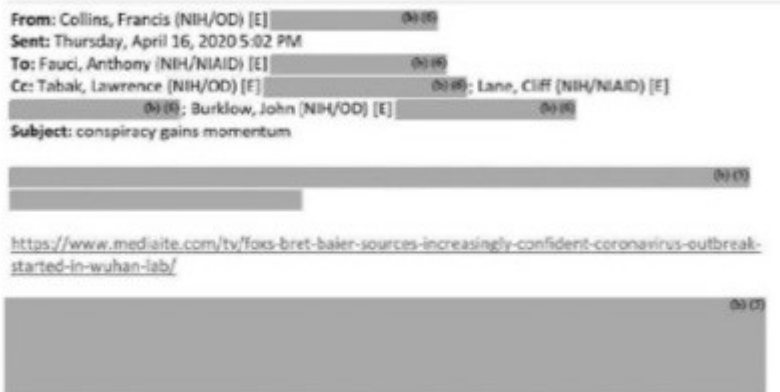 From: Collins, Francis (NIH/OD) [E] (b) (6)
Sent: Thursday, April 16, 2020 5:02 PM
To: Fauci, Anthony (NIH/NIAID) [E] (b) (6)
Cc: Tabak, Lawrence (NIH/OD) [E] (b) (6); Lane, Cliff (NIH/NIAID) [E]
(b) (6); Burklow, John (NIH/OD) [E] (b) (6)
Subject: conspiracy gains momentum
https://www.mediaite.com/tv/foxs-bret-baier-sources-increasingly-confident-coronavirus-outbreak-
started-in-wuhan-lab/